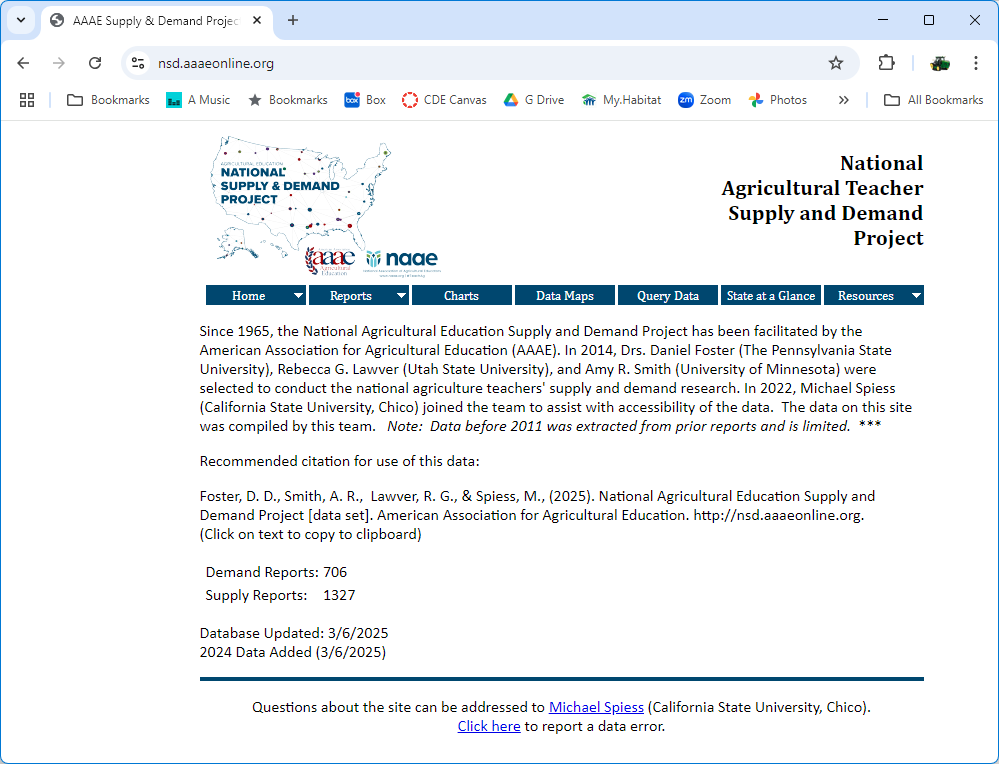 AAAE Supply & Demand Projec
nsd.aaaeonline.org
Bookmarks
A Music
Bookmarks
box
Box
CDE Canvas
G Drive
My.Habitat
zm
Zoom
Photos
All Bookmarks
AGRICULTURAL EDUCATION
NATIONAL
SUPPLY & DEMAND
PROJECT
aaae
Agricultural
Education
naae
National
Agricultural Teacher
Supply and Demand
Project
Home
Reports
Charts
Data Maps
Query Data
State at a Glance
Resources
Since 1965, the National Agricultural Education Supply and Demand Project has been facilitated by the
American Association for Agricultural Education (AAAE). In 2014, Drs. Daniel Foster (The Pennsylvania State
University), Rebecca G. Lawver (Utah State University), and Amy R. Smith (University of Minnesota) were
selected to conduct the national agriculture teachers' supply and demand research. In 2022, Michael Spiess
(California State University, Chico) joined the team to assist with accessibility of the data.  The data on this site
was compiled by this team.   Note:  Data before 2011 was extracted from prior reports and is limited.  ***
Recommended citation for use of this data:
Foster, D. D., Smith, A. R.,  Lawver, R. G., & Spiess, M., (2025). National Agricultural Education Supply and
Demand Project [data set]. American Association for Agricultural Education. http://nsd.aaaeonline.org.
(Click on text to copy to clipboard)
Demand Reports: 706
Supply Reports: 1327
Database Updated: 3/6/2025
2024 Data Added (3/6/2025)
Questions about the site can be addressed to Michael Spiess (California State University, Chico).
Click here to report a data error.